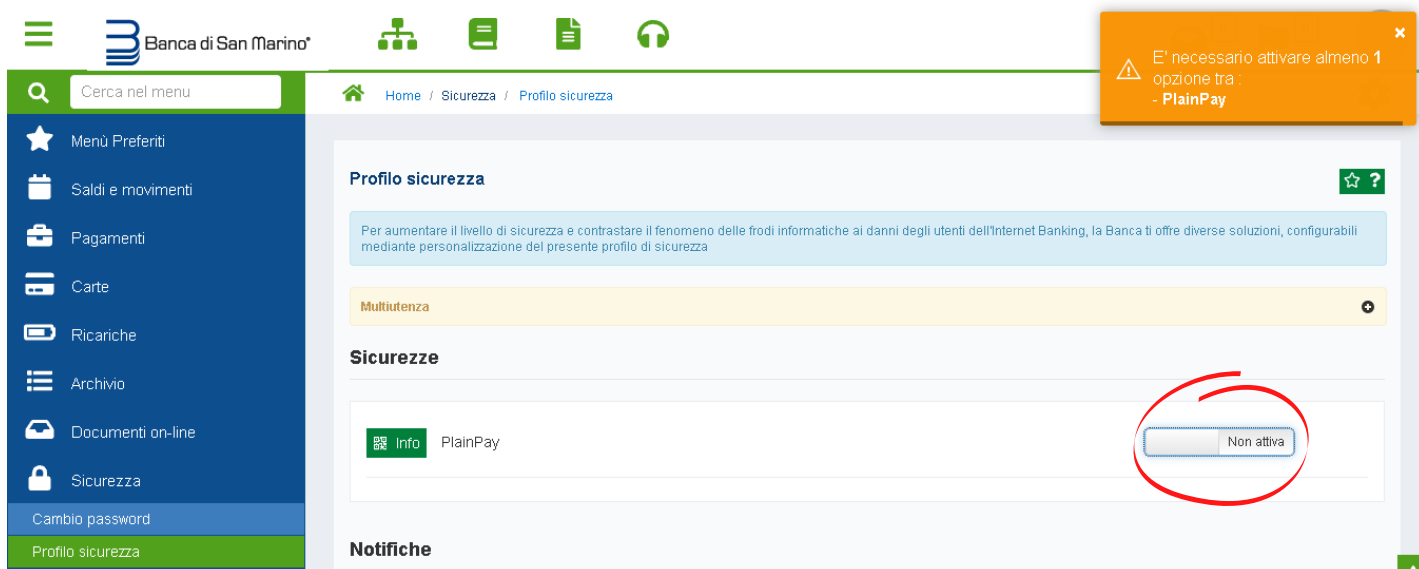 Banca di San Marino®
E' necessario attivare almeno 1
opzione tra :
- PlainPay
×
Cerca nel menu
Home / Sicurezza / Profilo sicurezza
Menù Preferiti
Saldi e movimenti
Pagamenti
Carte
Ricariche
Archivio
Documenti on-line
Sicurezza
Cambio password
Profilo sicurezza
Profilo sicurezza
?
Per aumentare il livello di sicurezza e contrastare il fenomeno delle frodi informatiche ai danni degli utenti dell'Internet Banking, la Banca ti offre diverse soluzioni, configurabili
mediante personalizzazione del presente profilo di sicurezza
Multiutenza
Sicurezze
Info PlainPay
Non attiva
Notifiche